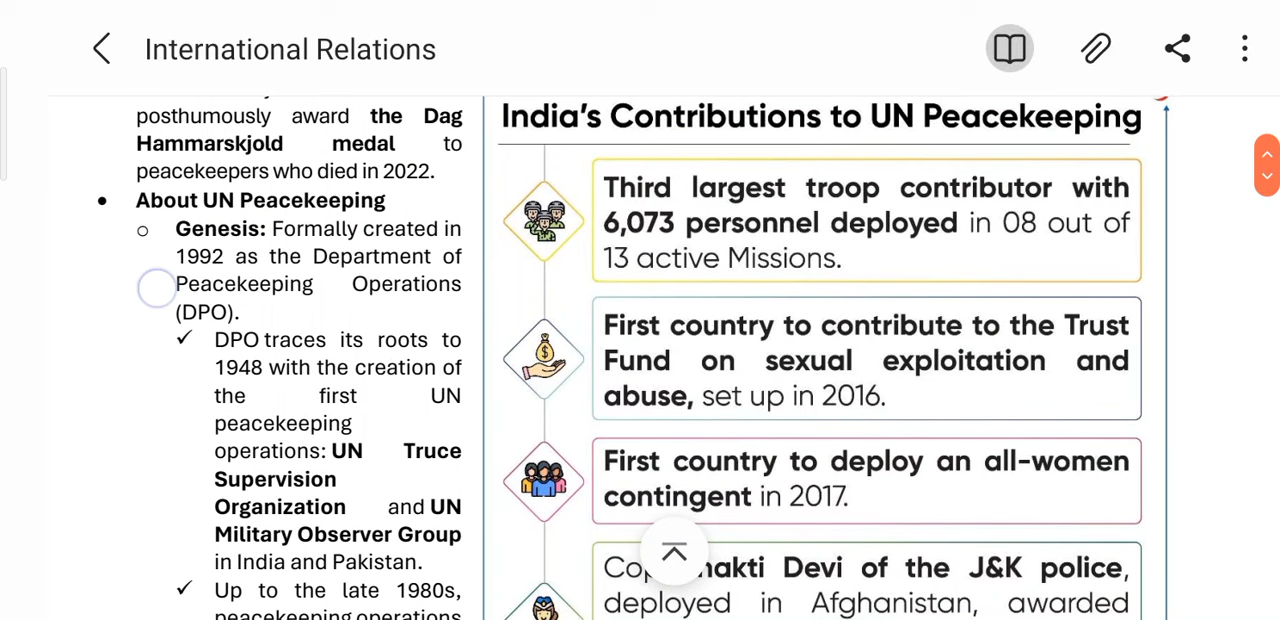 International Relations
posthumously award the Dag
Hammarskjold medal to
peacekeepers who died in 2022.
• About UN Peacekeeping
o Genesis: Formally created in
1992 as the Department of
Peacekeeping Operations
(DPO).
✓ DPO traces its roots to
1948 with the creation of
the first UN
peacekeeping
operations: UN Truce
Supervision
Organization and UN
Military Observer Group
in India and Pakistan.
✓ Up to the late 1980s,
peacekeeping operations
India's Contributions to UN Peacekeeping
Third largest troop contributor with
6,073 personnel deployed in 08 out of
13 active Missions.
First country to contribute to the Trust
Fund on sexual exploitation and
abuse, set up in 2016.
First country to deploy an all-women
contingent in 2017.
Devi of the J&K police,
deployed in Afghanistan, awarded